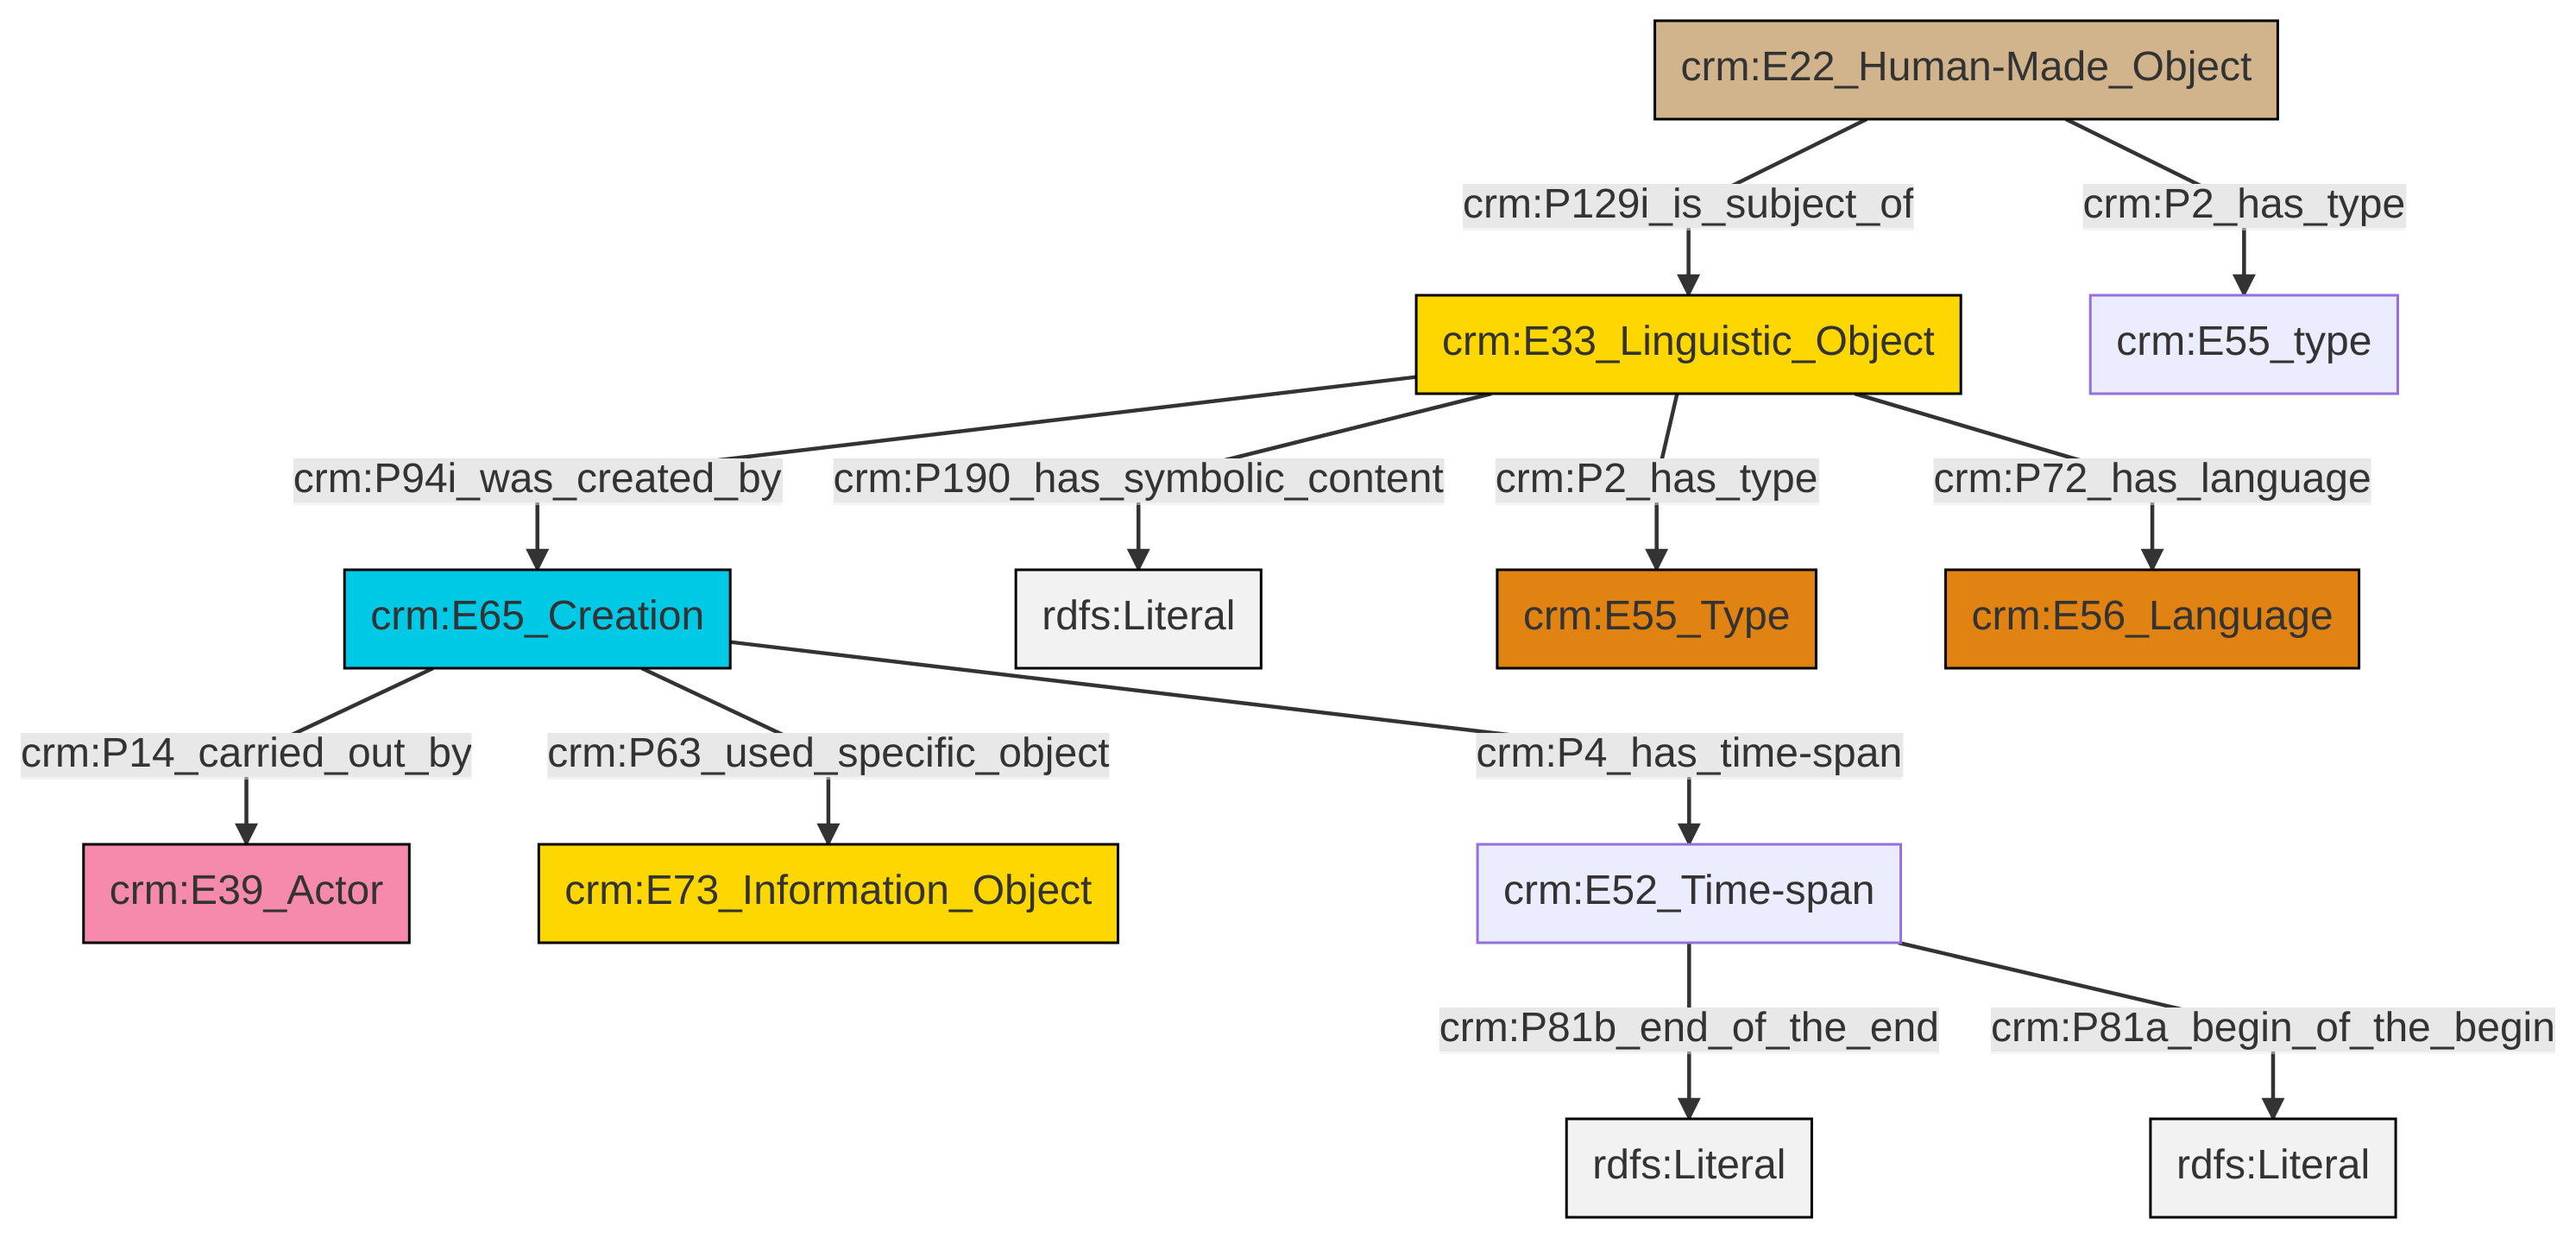 crm:E22_Human-Made_Object
crm:P129i_is_subject_of
crm:P2_has_type
crm:E33_Linguistic_Object
crm:E55_type
crm:P94i_was_created_by
crm:P190_has_symbolic_content
crm:P2_has_type
crm:P72_has_language
crm:E65_Creation
rdfs:Literal
crm:E55_Type
crm:E56_Language
crm:P14_carried_out_by
crm:P63_used_specific_object
crm:P4_has_time-span
crm:E39_Actor
crm:E73_Information_Object
crm:E52_Time-span
crm:P81b_end_of_the_end
crm:P81a_begin_of_the_begin
rdfs:Literal
rdfs:Literal